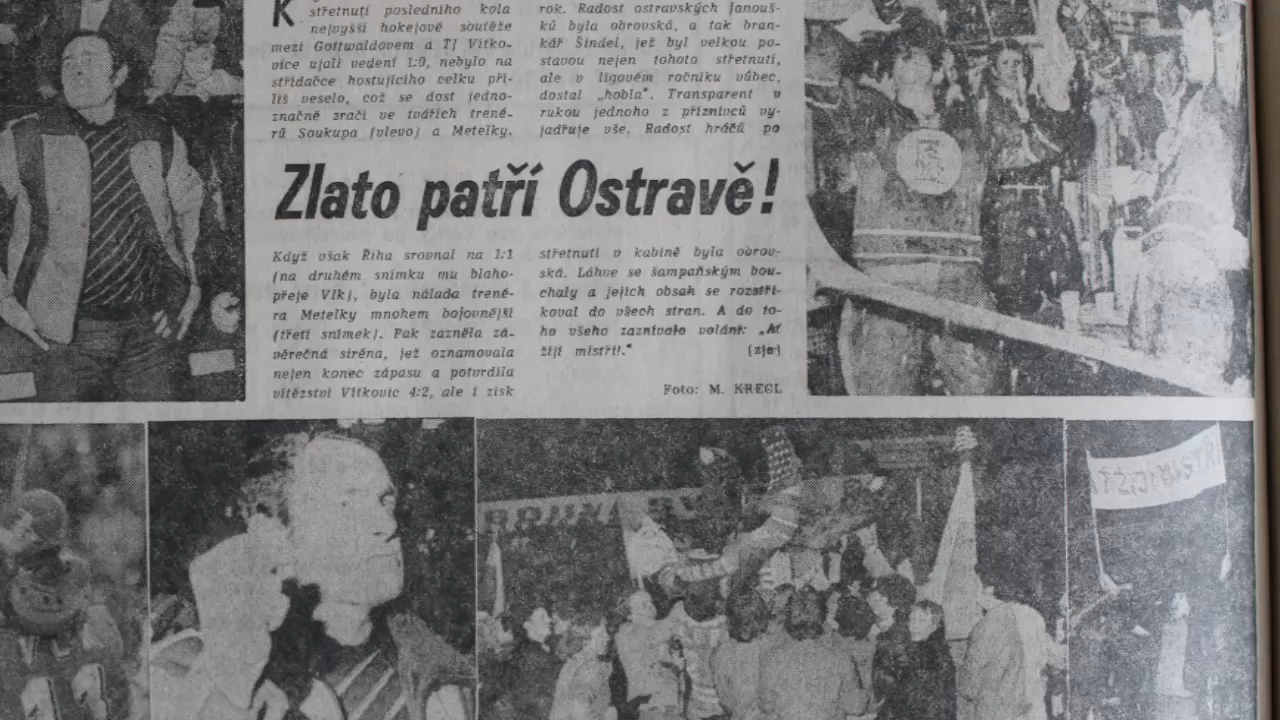 K
střetnutí posledního kola
nejvyšší hokejové soutěže
mezi Gottwaldovem a TJ Vítko-
vice ujali vedení 1:0, nebylo na
střídačce hostujícího celku pří-
liš veselo, což se dost jedno-
značně zračí ve tvářích trené-
rů Soukupa (vlevo) a Metelky.
rok. Radost ostravských fanouš-
ků byla obrovská, a tak bran-
kář Šindel, jež byl velkou po-
stavou nejen tohoto střetnutí,
ale v ligovém ročníku vůbec,
dostal „hobla“. Transparent v
rukou jednoho z příznivců vy-
jadřuje vše. Radost hráčů po
Zlato patří Ostravě!
Když však Říha srovnal na 1:1
(na druhém snímku mu blaho-
přeje Vlk), byla nálada trené-
ra Metelky mnohem bojovnější
(třetí snímek). Pak zazněla zá-
věrečná siréna, jež oznamovala
nejen konec zápasu a potvrdila
vítězství Vítkovic 4:2, ale i zisk
střetnutí v kabině byla obrov-
ská. Láhve se šampaňským bou-
chaly a jejich obsah se rozstři-
koval do všech stran. A do to-
ho všeho zaznívalo volání: „Ať
žijí mistři!.“ (zje)
Foto: M. KREGL